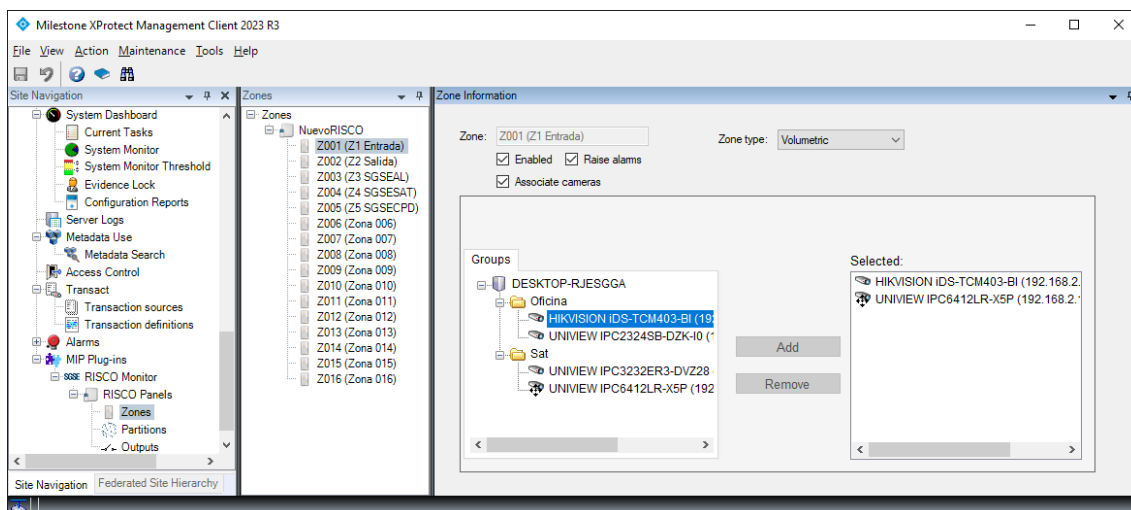 Milestone XProtect Management Client 2023 R3
File View Action Maintenance Tools Help
Site Navigation
System Dashboard
Current Tasks
System Monitor
System Monitor Threshold
Evidence Lock
Configuration Reports
Server Logs
Metadata Use
Metadata Search
Access Control
Transact
Transaction sources
Transaction definitions
Alarms
MIP Plug-ins
SGSE RISCO Monitor
RISCO Panels
Zones
Partitions
Outputs
Site Navigation
Federated Site Hierarchy
Zones
Zones
NuevoRISCO
Z001 (Z1 Entrada)
Z002 (Z2 Salida)
Z003 (Z3 SGSEAL)
Z004 (Z4 SGSESAT)
Z005 (Z5 SGSECPD)
Z006 (Zona 006)
Z007 (Zona 007)
Z008 (Zona 008)
Z009 (Zona 009)
Z010 (Zona 010)
Z011 (Zona 011)
Z012 (Zona 012)
Z013 (Zona 013)
Z014 (Zona 014)
Z015 (Zona 015)
Z016 (Zona 016)
Zone Information
Zone: Z001 (Z1 Entrada)
Zone type: Volumetric
Enabled Raise alarms
Associate cameras
Groups
DESKTOP-RJESGGA
Oficina
HIKVISION iDS-TCM403-BI (19
UNIVIEW IPC2324SB-DZK-I0 (1
Sat
UNIVIEW IPC3232ER3-DVZ28
UNIVIEW IPC6412LR-X5P (192
Add
Remove
Selected:
HIKVISION iDS-TCM403-BI (192.168.2.
UNIVIEW IPC6412LR-X5P (192.168.2.